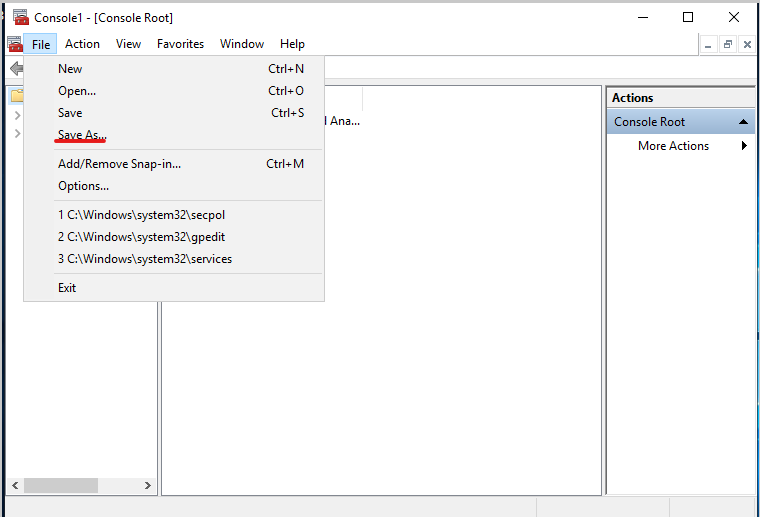 Console1 - [Console Root]
File Action View Favorites Window Help
New Ctrl+N
Open... Ctrl+O
Save Ctrl+S
Save As...
Add/Remove Snap-in... Ctrl+M
Options...
1 C:\Windows\system32\secpol
2 C:\Windows\system32\gpedit
3 C:\Windows\system32\services
Exit
Ana...
Actions
Console Root
More Actions